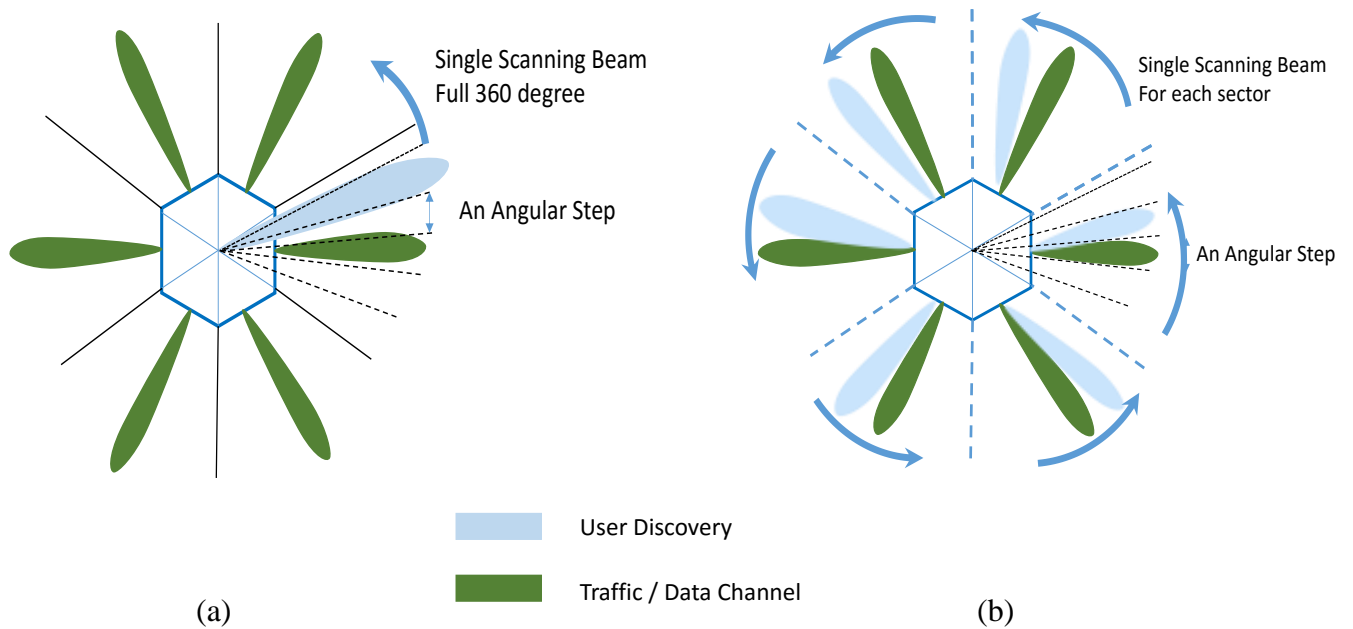 Single Scanning Beam
Full 360 degree
An Angular Step
Single Scanning Beam
For each sector
An Angular Step
User Discovery
Traffic / Data Channel
(a)
(b)